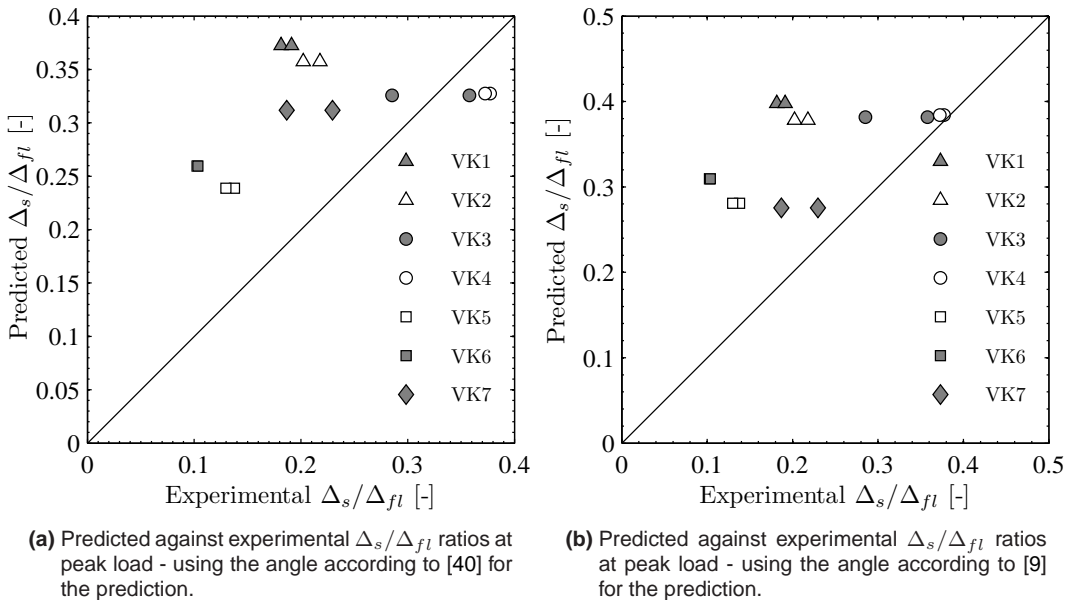 0.4
0.35
0.3
0.25
0.2
0.15
0.1
0.05
0
Predicted Δs/Δfl [-]
VK1
VK2
VK3
VK4
VK5
VK6
VK7
0 0.1 0.2 0.3 0.4
Experimental Δs/Δfl [-]
(a) Predicted against experimental Δs/Δfl ratios at
peak load - using the angle according to [40] for
the prediction.
0.5
0.4
0.3
0.2
0.1
0
Predicted Δs/Δfl [-]
VK1
VK2
VK3
VK4
VK5
VK6
VK7
0 0.1 0.2 0.3 0.4 0.5
Experimental Δs/Δfl [-]
(b) Predicted against experimental Δs/Δfl ratios
at peak load - using the angle according to [9]
for the prediction.